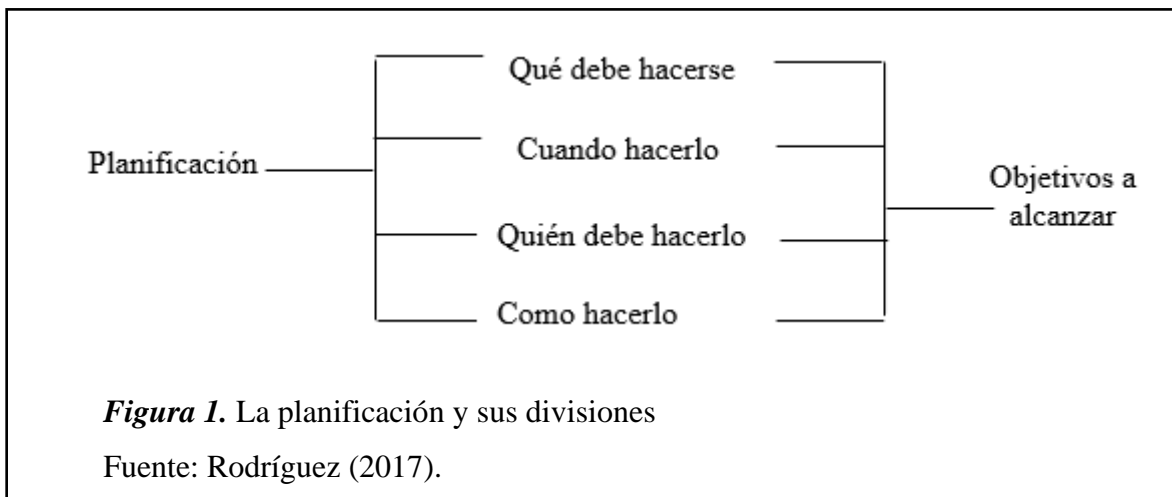 Qué debe hacerse
Cuando hacerlo
Planificación
Objetivos a
alcanzar
Quién debe hacerlo
Como hacerlo
Figura 1. La planificación y sus divisiones
Fuente: Rodríguez (2017).